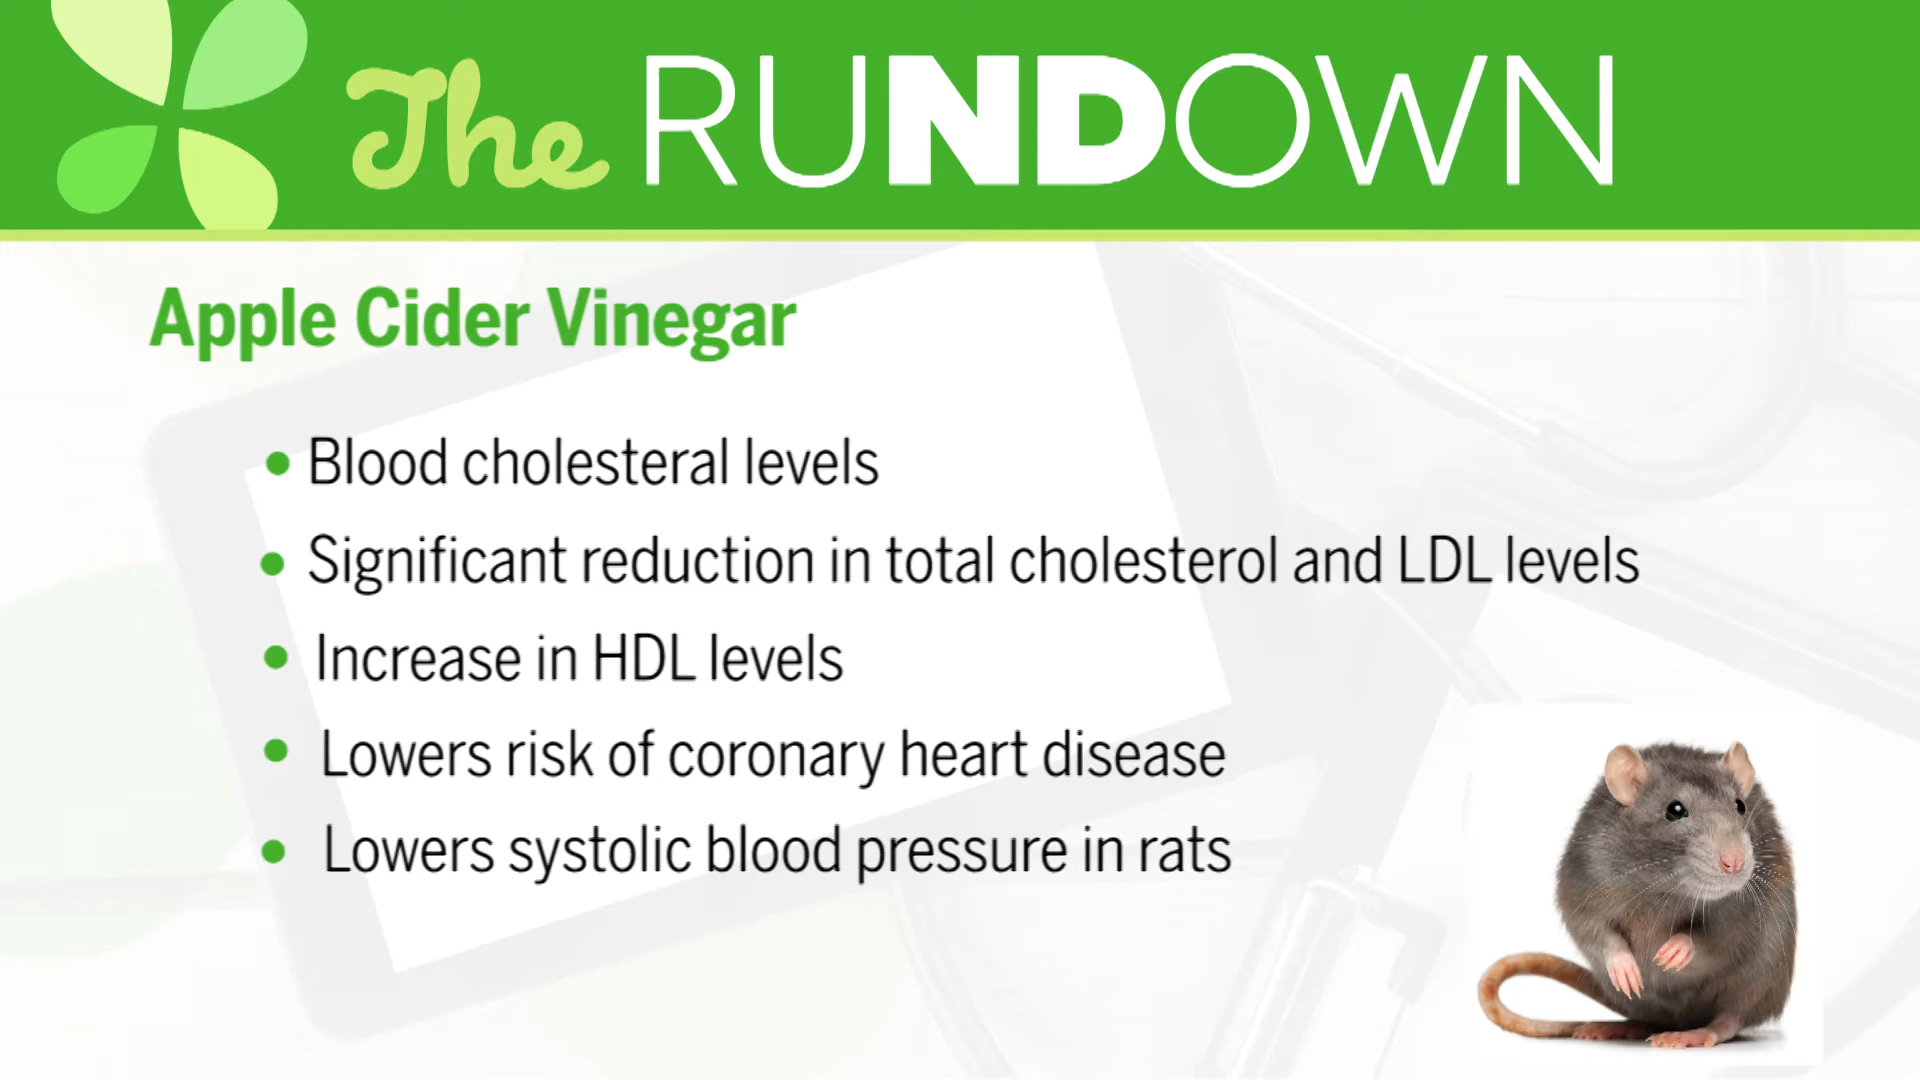 The RUNDOWN
Apple Cider Vinegar
• Blood cholesteral levels
• Significant reduction in total cholesterol and LDL levels
• Increase in HDL levels
• Lowers risk of coronary heart disease
• Lowers systolic blood pressure in rats